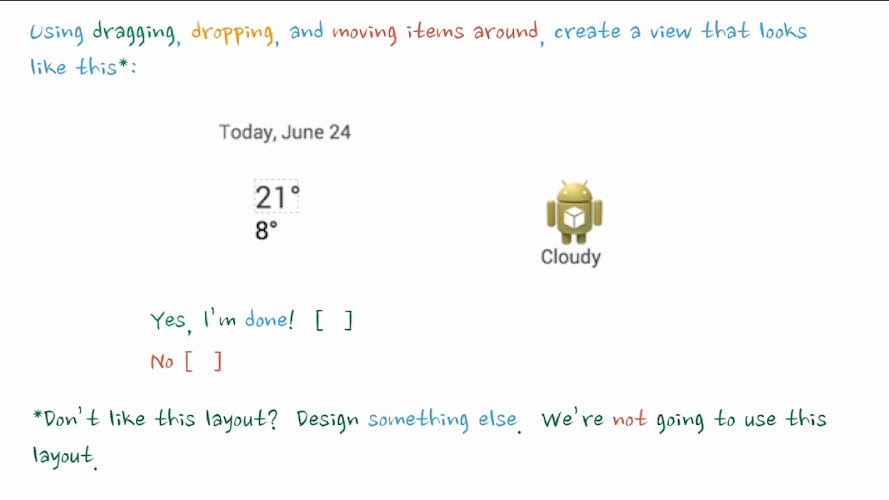 Using dragging, dropping, and moving items around, create a view that looks
like this*:
Today, June 24
21°
8°
Cloudy
Yes, I'm done! [ ]
No [ ]
*Don't like this layout? Design something else. We're not going to use this
layout.